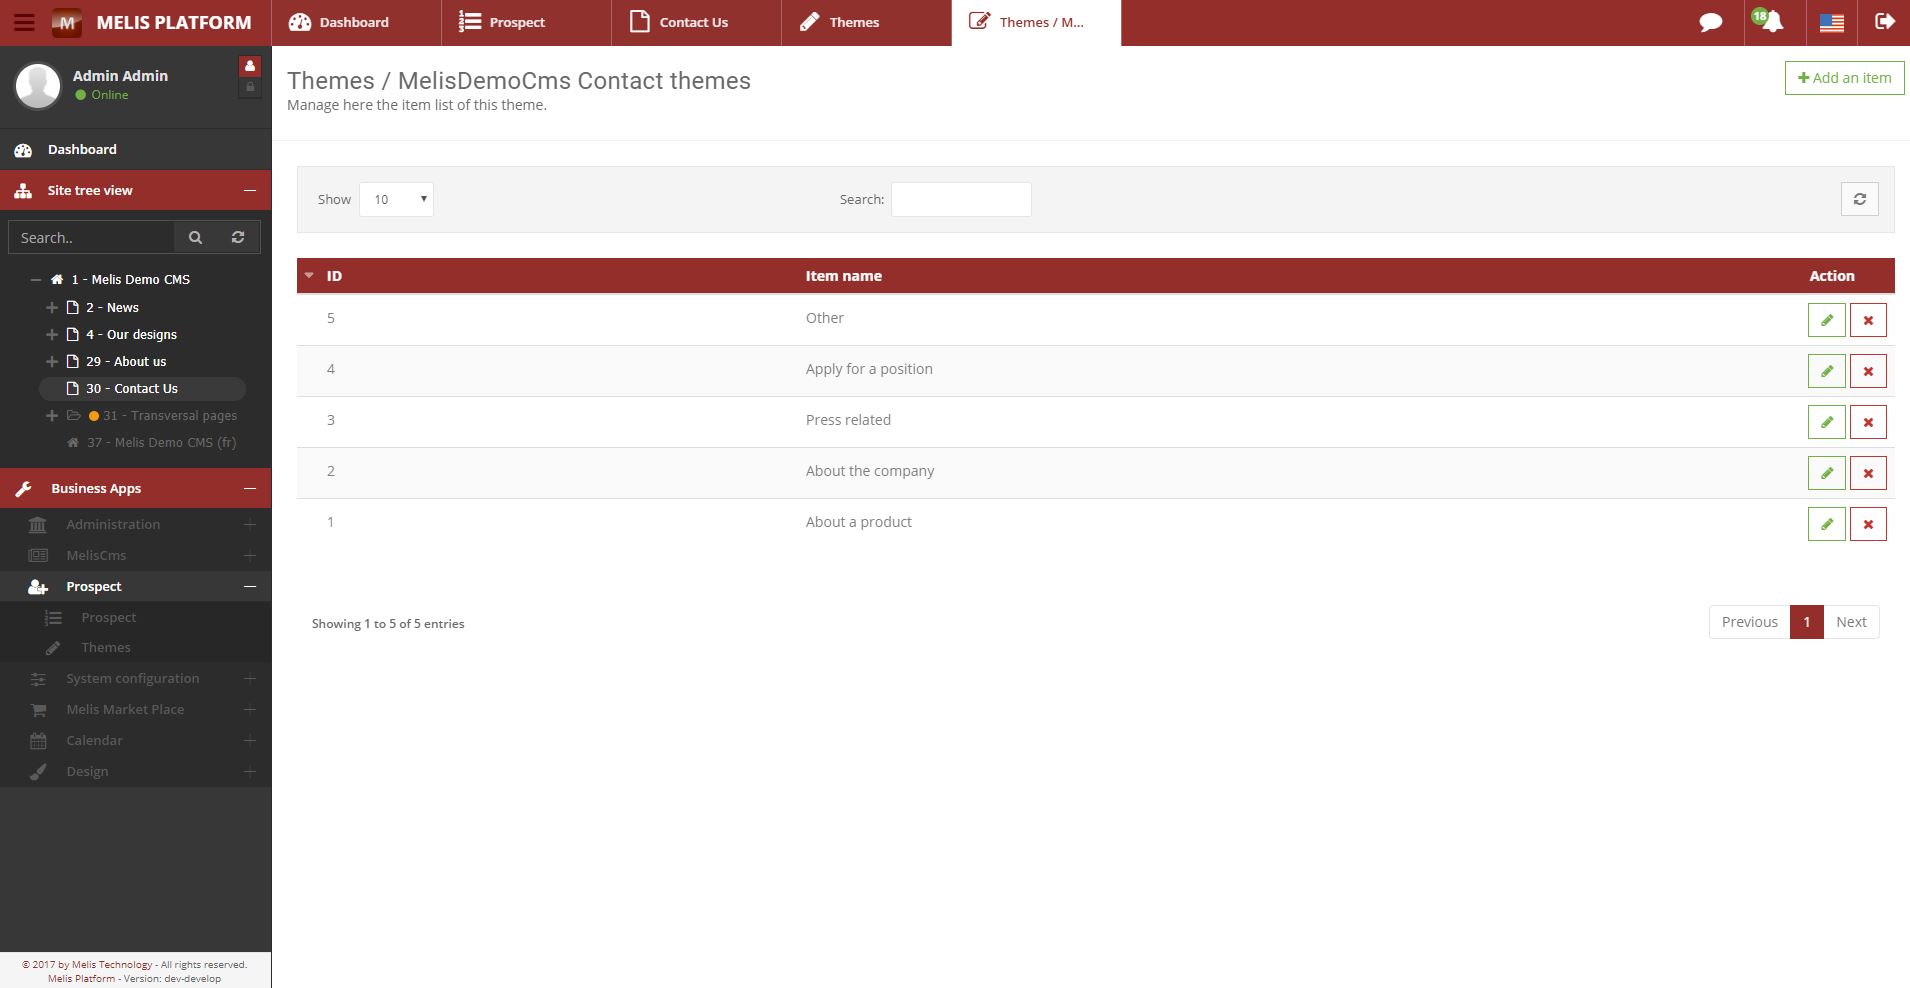 MELIS PLATFORM
Dashboard
Prospect
Contact Us
Themes
Themes / M...
18
Admin Admin
Online
Dashboard
Site tree view
Search..
1 - Melis Demo CMS
2 - News
4 - Our designs
29 - About us
30 - Contact Us
31 - Transversal pages
37 - Melis Demo CMS (fr)
Business Apps
Administration
MelisCms
Prospect
Prospect
Themes
System configuration
Melis Market Place
Calendar
Design
© 2017 by Melis Technology - All rights reserved.
Melis Platform - Version: dev-develop
Themes / MelisDemoCms Contact themes
Manage here the item list of this theme.
Add an item
Show 10 Search:
ID Item name Action
5 Other
4 Apply for a position
3 Press related
2 About the company
1 About a product
Showing 1 to 5 of 5 entries
Previous 1 Next